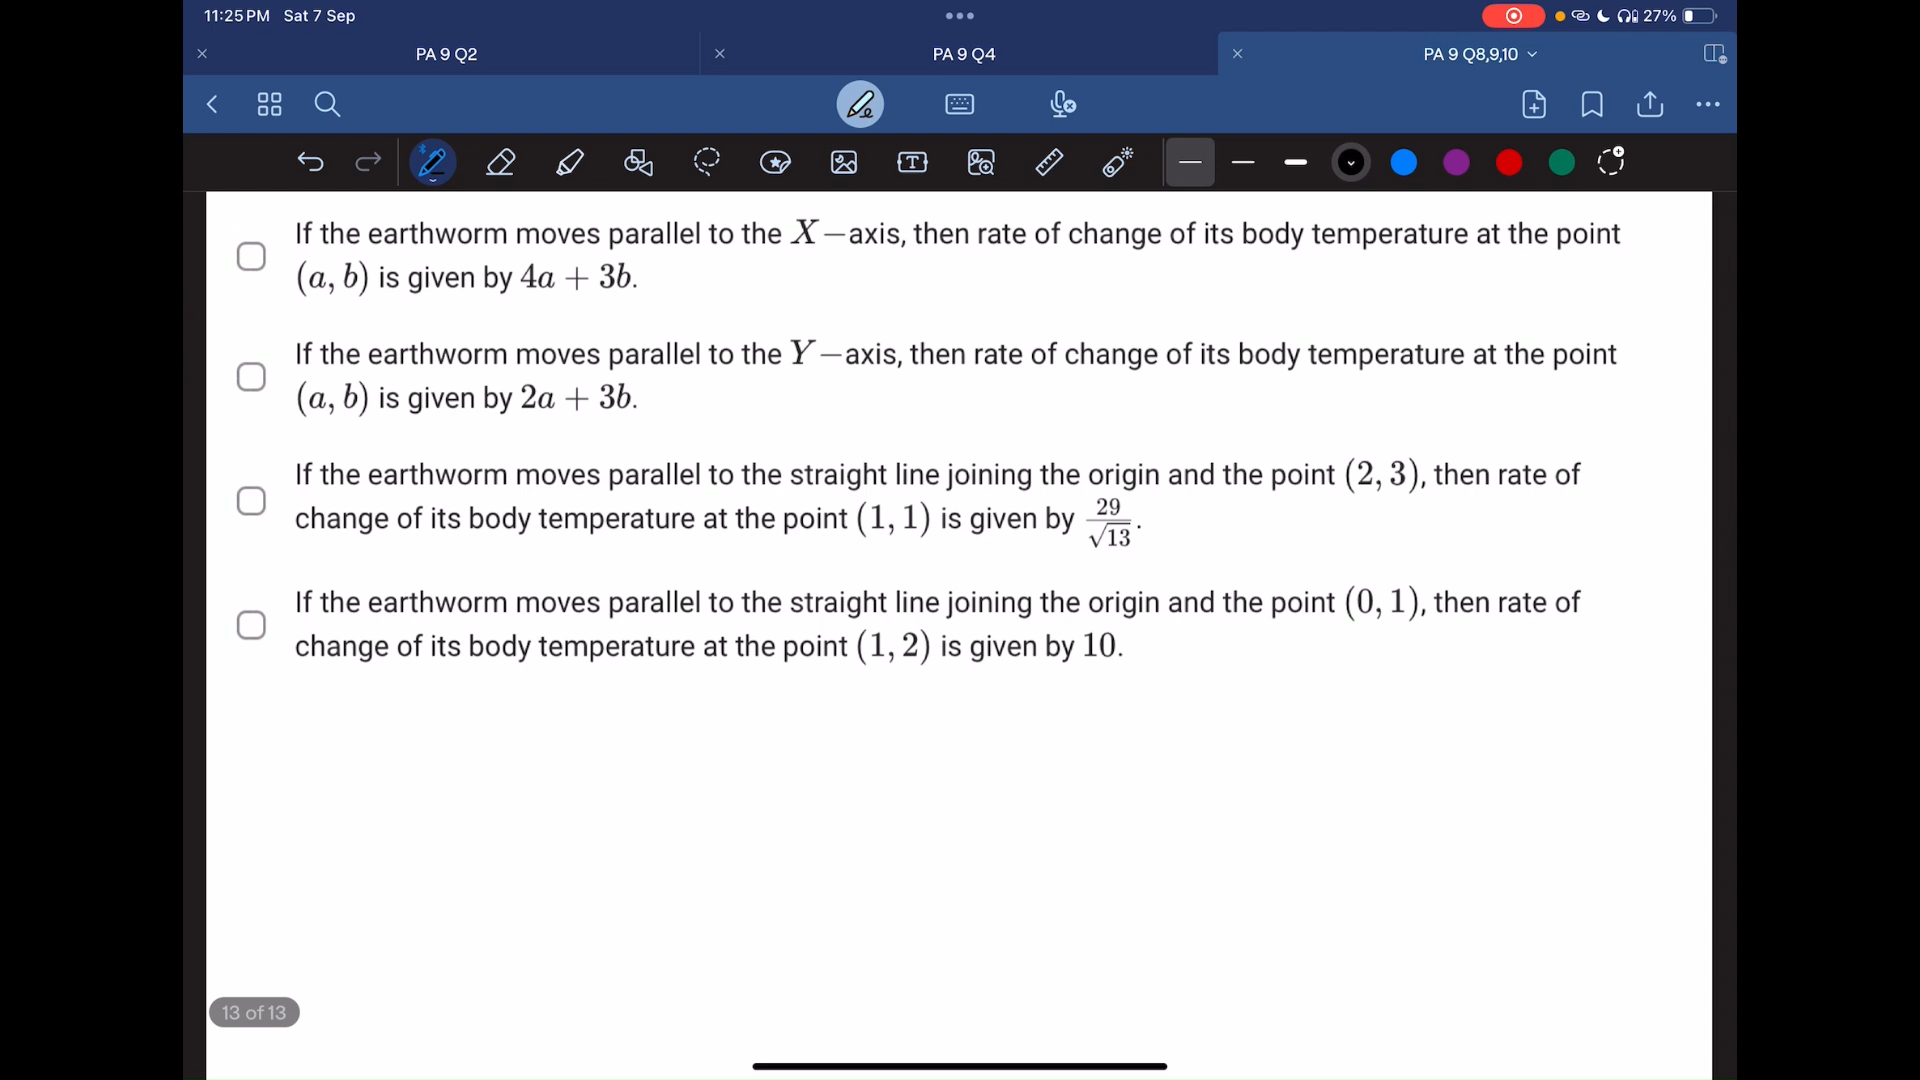 11:25 PM Sat 7 Sep
27%
PA 9 Q2
PA 9 Q4
PA 9 Q8,9,10
If the earthworm moves parallel to the X−axis, then rate of change of its body temperature at the point
(a, b) is given by 4a + 3b.
If the earthworm moves parallel to the Y−axis, then rate of change of its body temperature at the point
(a, b) is given by 2a + 3b.
If the earthworm moves parallel to the straight line joining the origin and the point (2, 3), then rate of
change of its body temperature at the point (1, 1) is given by 29/√13.
If the earthworm moves parallel to the straight line joining the origin and the point (0, 1), then rate of
change of its body temperature at the point (1, 2) is given by 10.
13 of 13